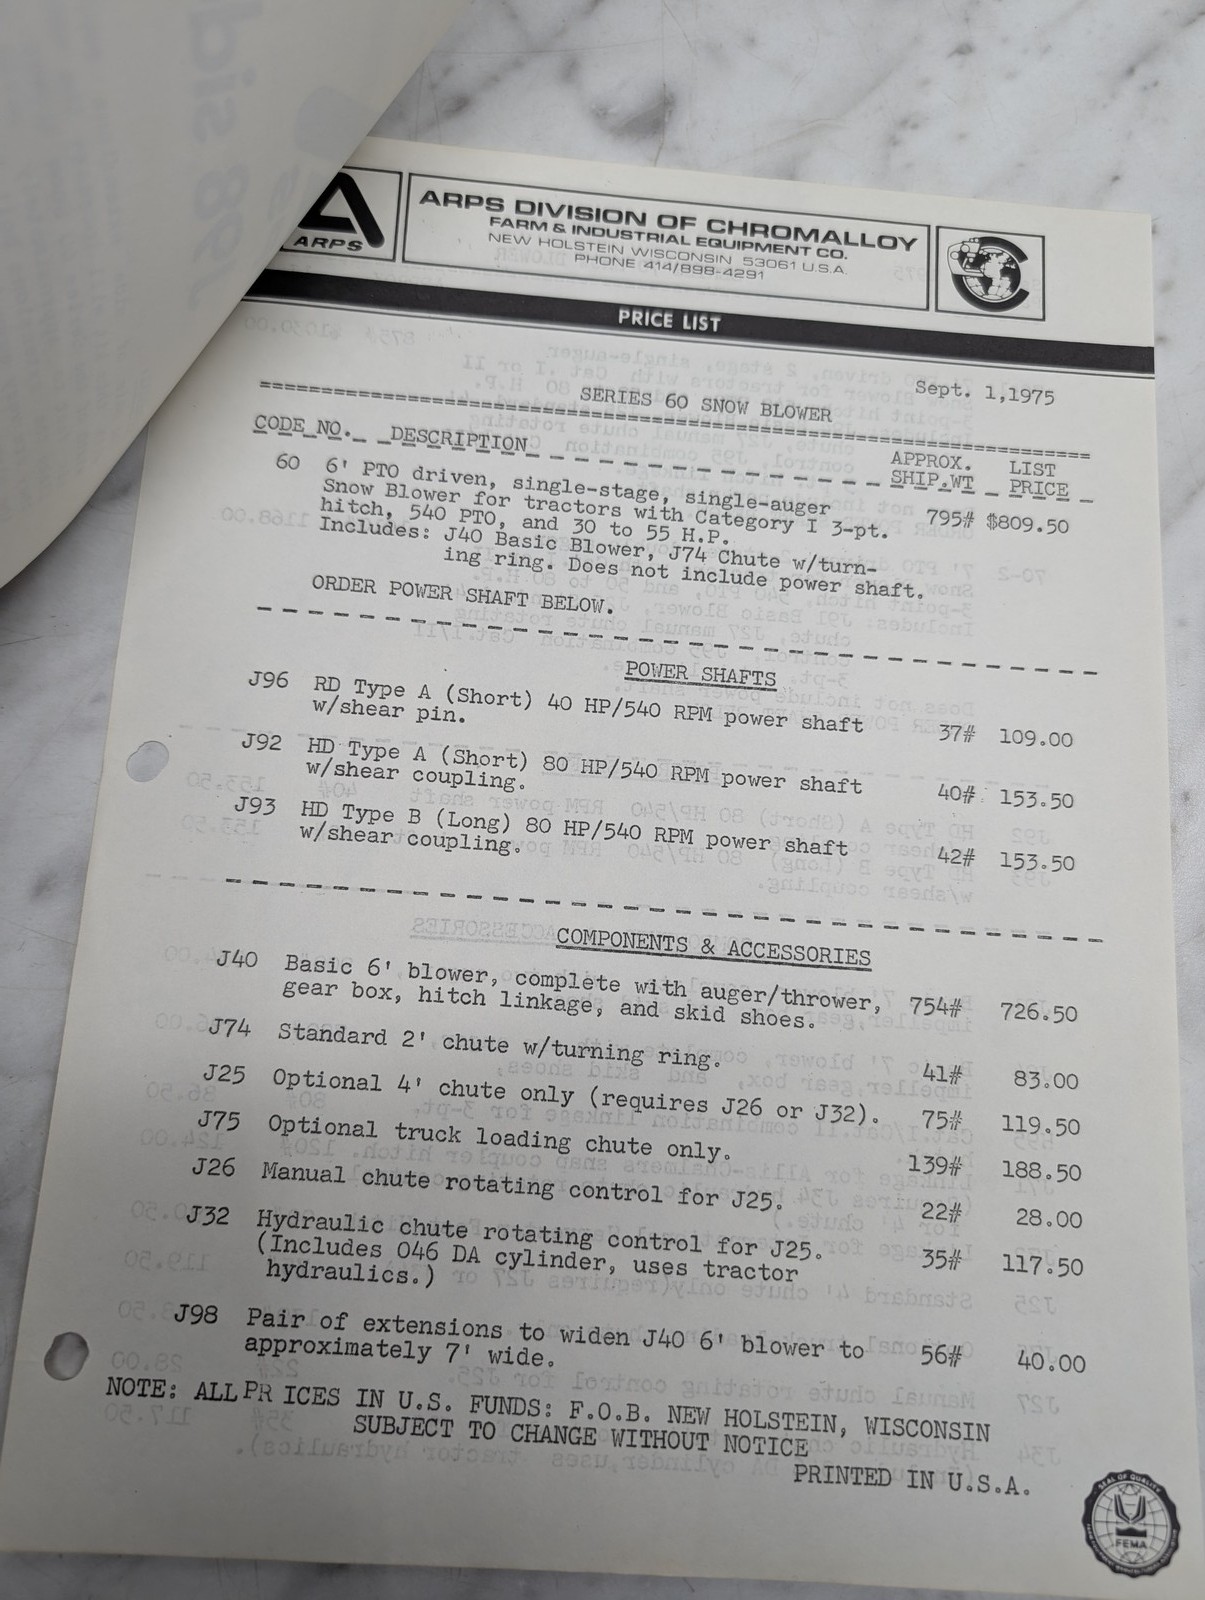 ARPS
ARPS DIVISION OF CHROMALLOY
FARM & INDUSTRIAL EQUIPMENT CO.
NEW HOLSTEIN WISCONSIN 53061 U.S.A.
PHONE 414/898-4291
PRICE LIST
Sept. 1,1975
SERIES 60 SNOW BLOWER
CODE NO. DESCRIPTION APPROX. SHIP.WT LIST PRICE
60 6' PTO driven, single-stage, single-auger
Snow Blower for tractors with Category I 3-pt. 795# $809.50
hitch, 540 PTO, and 30 to 55 H.P.
Includes: J40 Basic Blower, J74 Chute w/turn-
ing ring. Does not include power shaft.
ORDER POWER SHAFT BELOW.
POWER SHAFTS
J96 RD Type A (Short) 40 HP/540 RPM power shaft 37# 109.00
w/shear pin.
J92 HD Type A (Short) 80 HP/540 RPM power shaft 40# 153.50
w/shear coupling.
J93 HD Type B (Long) 80 HP/540 RPM power shaft 42# 153.50
w/shear coupling.
COMPONENTS & ACCESSORIES
J40 Basic 6' blower, complete with auger/thrower, 754# 726.50
gear box, hitch linkage, and skid shoes.
J74 Standard 2' chute w/turning ring. 41# 83.00
J25 Optional 4' chute only (requires J26 or J32). 75# 119.50
J75 Optional truck loading chute only. 139# 188.50
J26 Manual chute rotating control for J25. 22# 28.00
J32 Hydraulic chute rotating control for J25. 35# 117.50
(Includes 046 DA cylinder, uses tractor
hydraulics.)
J98 Pair of extensions to widen J40 6' blower to 56# 40.00
approximately 7' wide.
NOTE: ALL PR ICES IN U.S. FUNDS: F.O.B. NEW HOLSTEIN, WISCONSIN
SUBJECT TO CHANGE WITHOUT NOTICE
PRINTED IN U.S.A.
SEAL OF QUALITY
FEMA